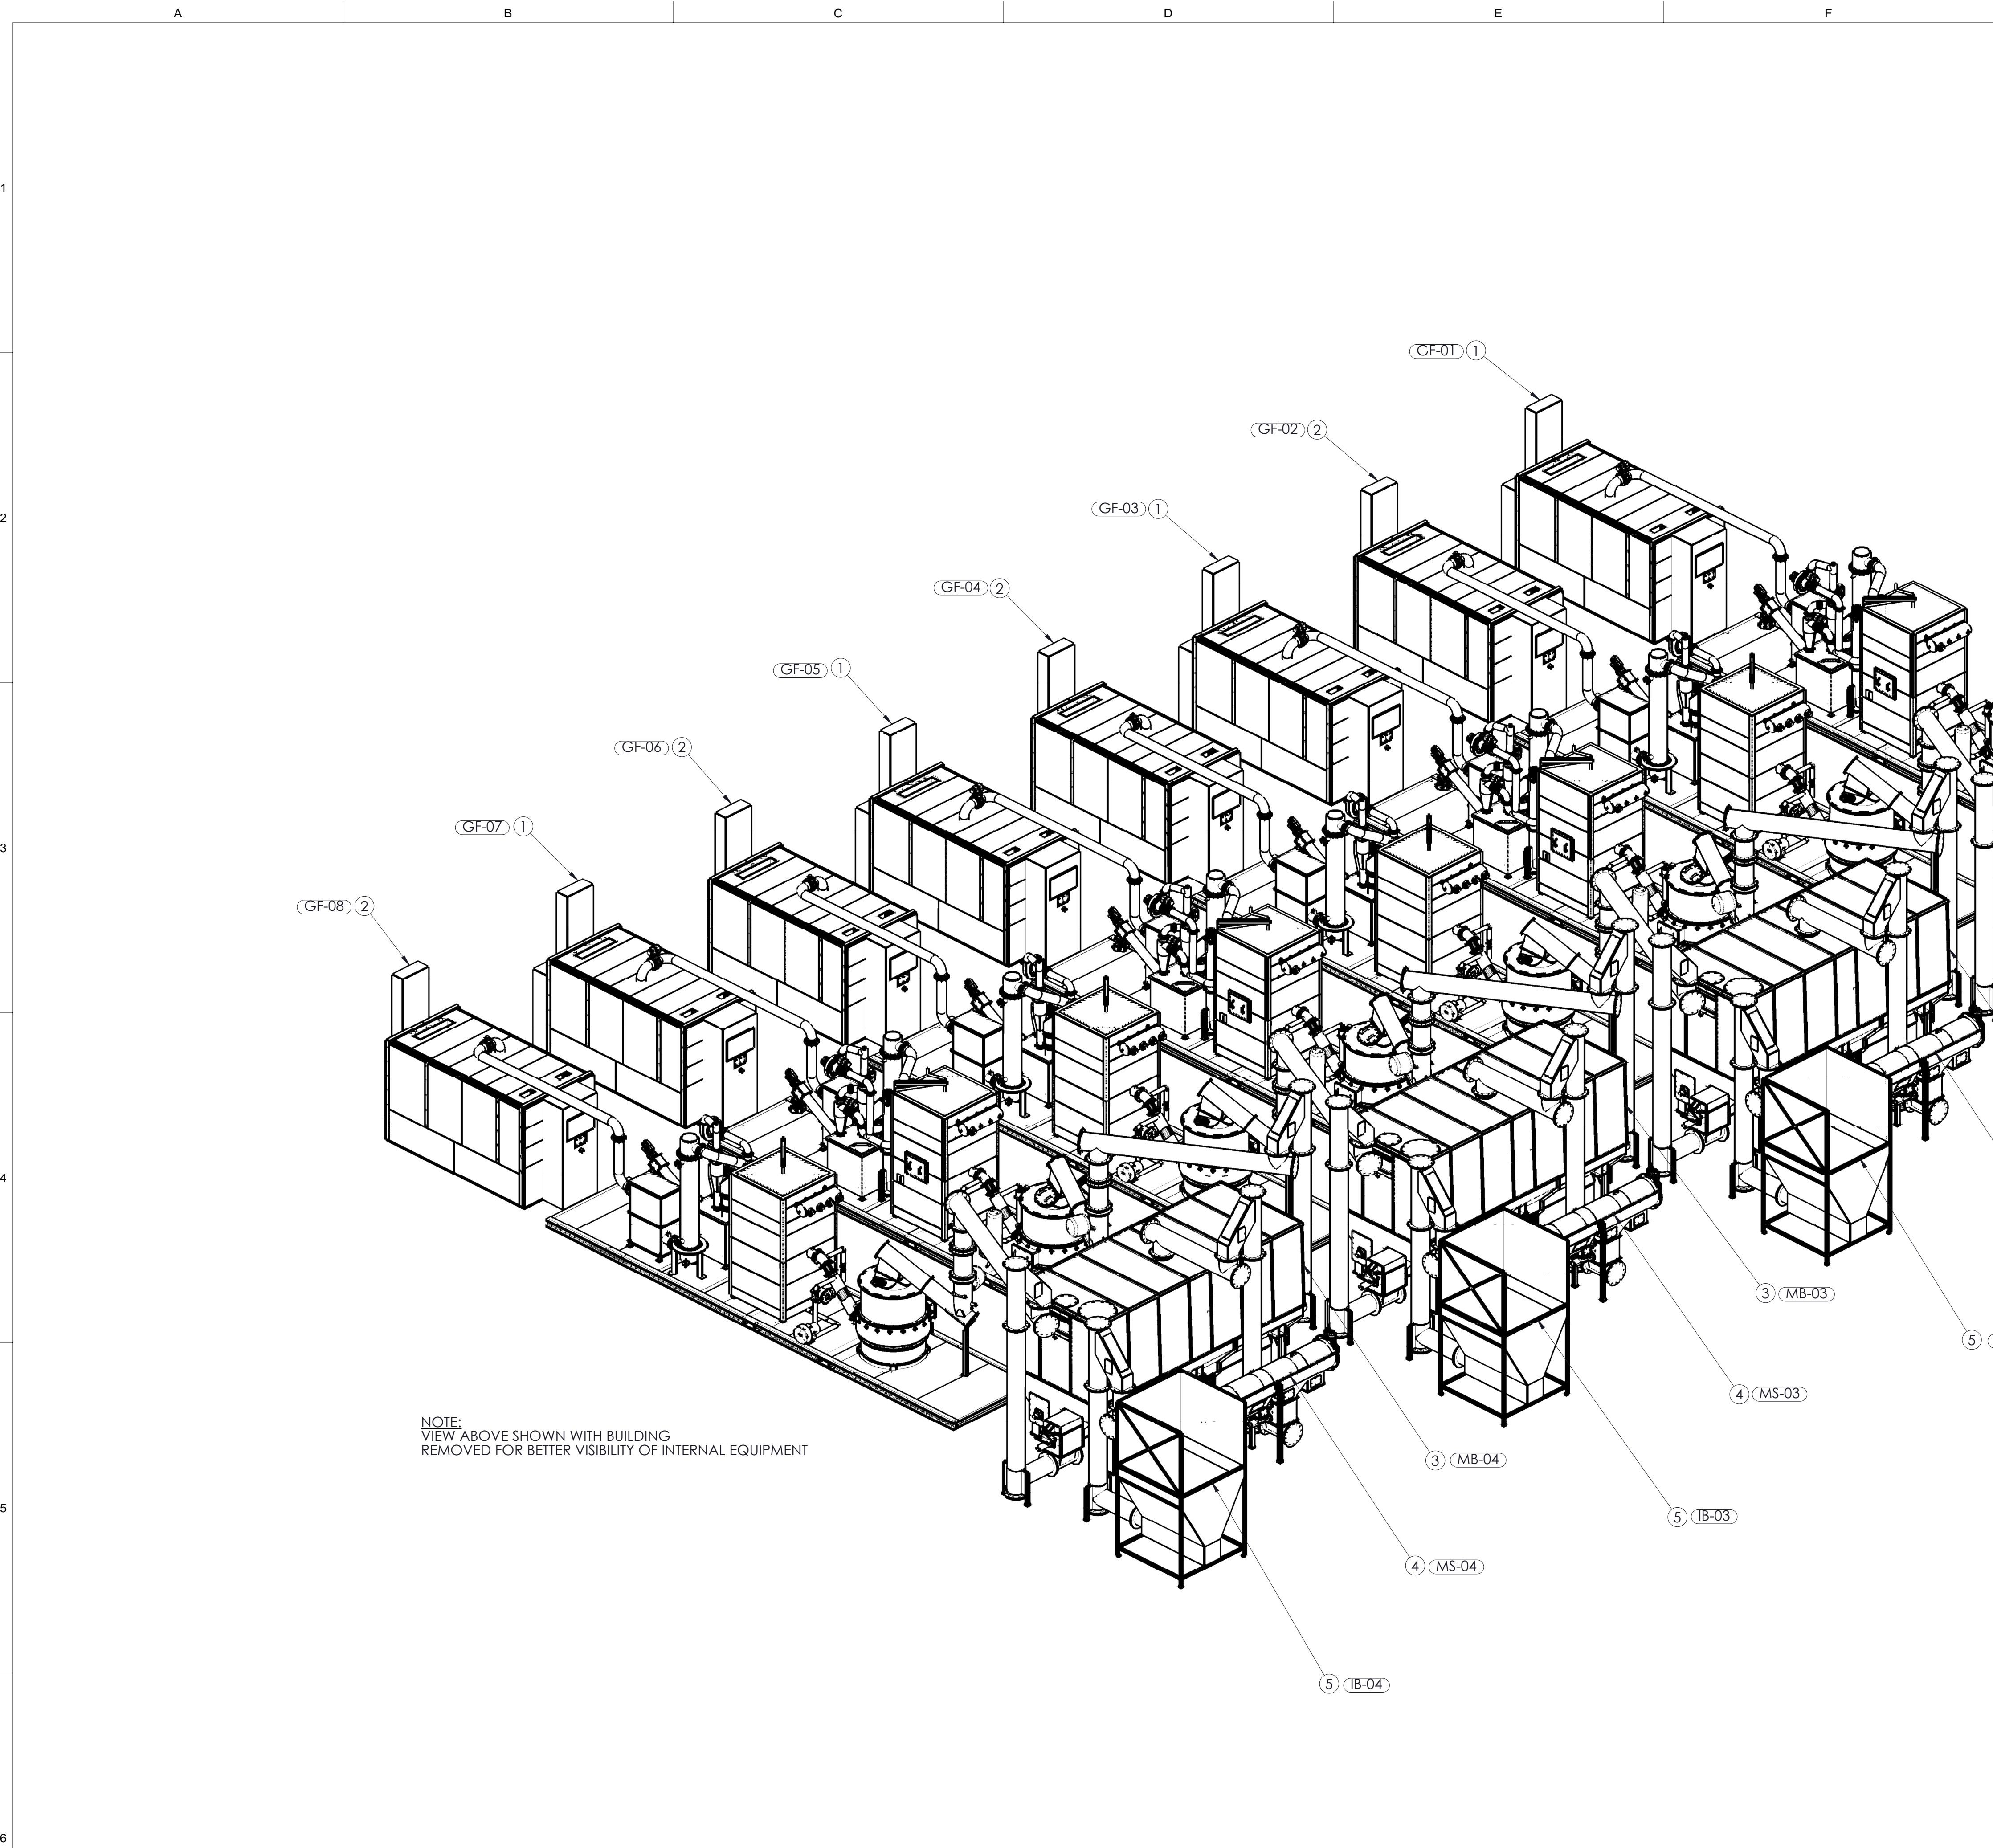 A B C D E F
1
GF-01 1
GF-02 2
2
GF-03 1
GF-04 2
GF-05 1
GF-06 2
GF-07 1
3
GF-08 2
4
3 MB-03
5
4 MS-03
NOTE:
VIEW ABOVE SHOWN WITH BUILDING
REMOVED FOR BETTER VISIBILITY OF INTERNAL EQUIPMENT
3 MB-04
5
5 IB-03
4 MS-04
5 IB-04
6